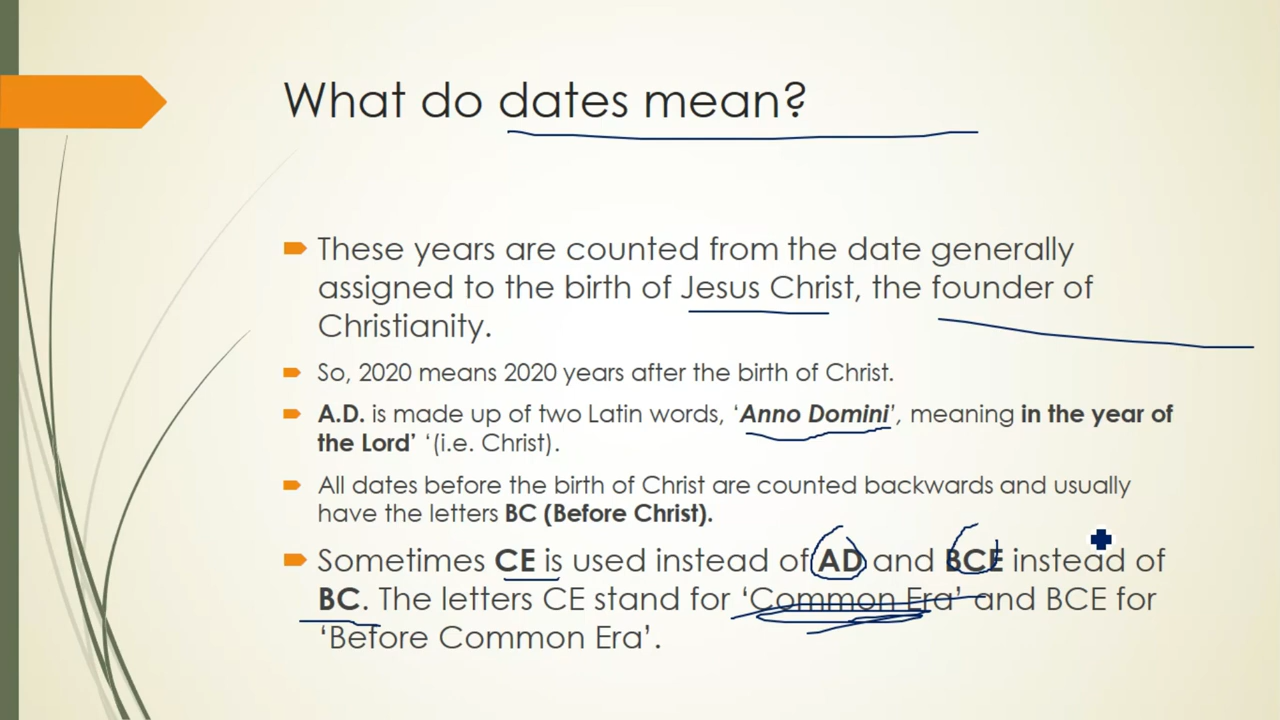 What do dates mean?
These years are counted from the date generally
assigned to the birth of Jesus Christ, the founder of
Christianity.
So, 2020 means 2020 years after the birth of Christ.
A.D. is made up of two Latin words, ‘Anno Domini’, meaning in the year of
the Lord’ ‘(i.e. Christ).
All dates before the birth of Christ are counted backwards and usually
have the letters BC (Before Christ).
Sometimes CE is used instead of AD and BCE instead of
BC. The letters CE stand for ‘Common Era’ and BCE for
‘Before Common Era’.